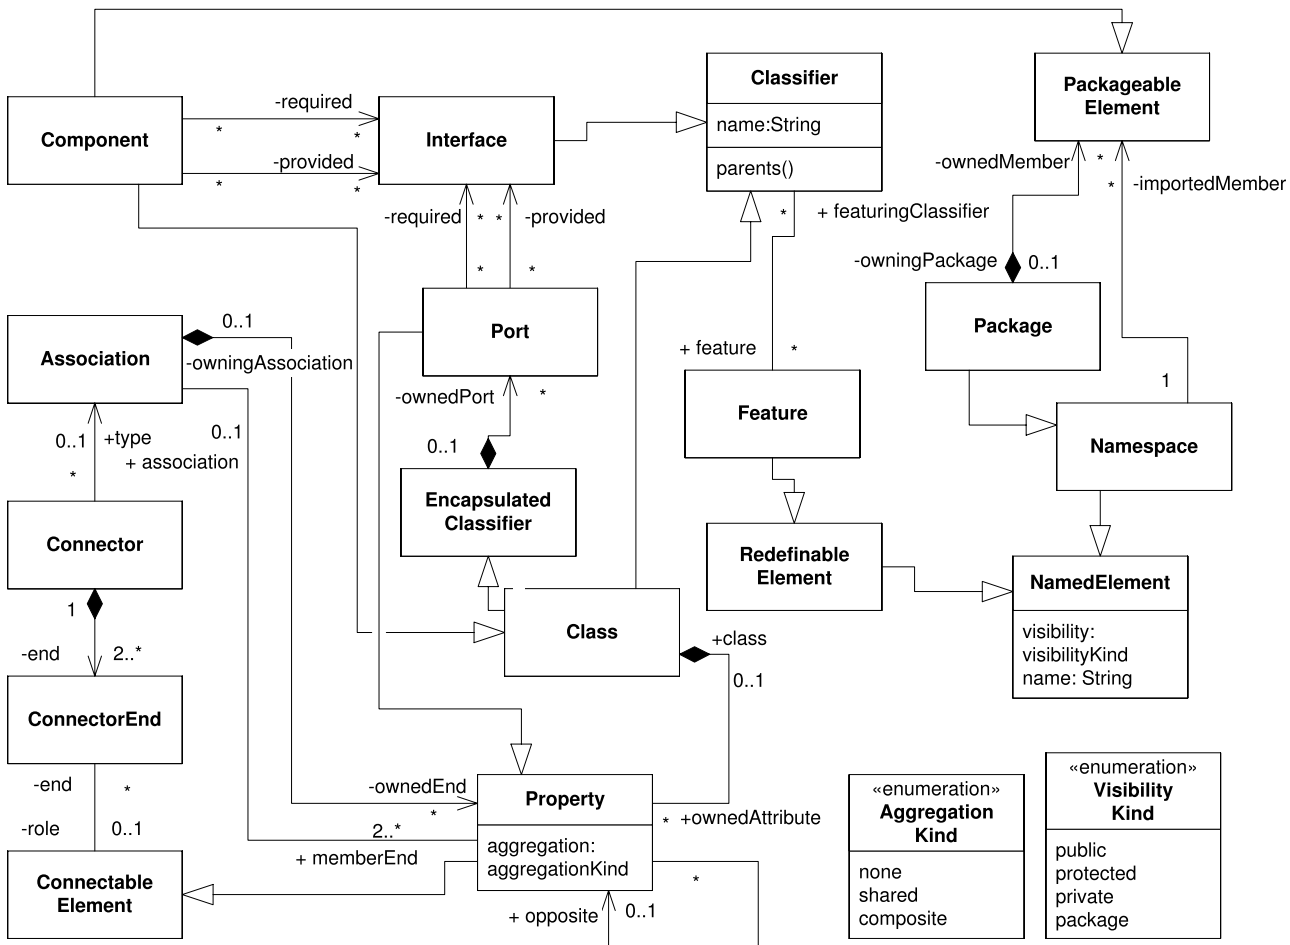 Classifier
name:String
parents()
Packageable
Element
-required
*
*
Component
Interface
-provided
*
*
-ownedMember
*
*
-importedMember
-required
*
*
-provided
*
+ featuringClassifier
*
*
-owningPackage
0..1
Port
Package
0..1
-owningAssociation
Association
+ feature
*
1
-ownedPort
*
Feature
Namespace
0..1
+type
0..1
+ association
*
0..1
Encapsulated
Classifier
Connector
Redefinable
Element
NamedElement
visibility:
visibilityKind
name: String
1
-end
2..*
Class
+class
0..1
ConnectorEnd
-end
*
-role
0..1
-ownedEnd
*
2..*
+ memberEnd
Property
aggregation:
aggregationKind
*
+ownedAttribute
*
+ opposite
0..1
Connectable
Element
«enumeration»
Aggregation
Kind
none
shared
composite
«enumeration»
Visibility
Kind
public
protected
private
package